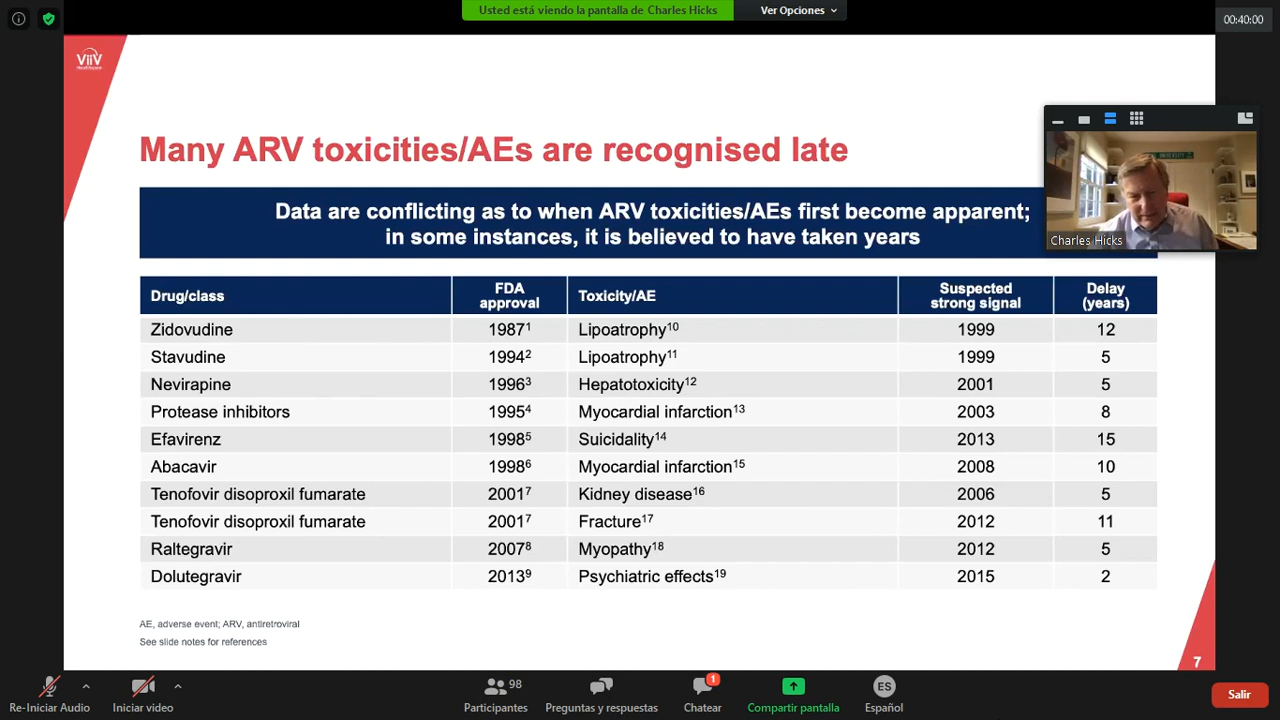 Usted está viendo la pantalla de Charles Hicks
Ver Opciones
00:40:00
ViiV
Many ARV toxicities/AEs are recognised late
Data are conflicting as to when ARV toxicities/AEs first become apparent;
in some instances, it is believed to have taken years
Charles Hicks
Drug/class FDA approval Toxicity/AE Suspected strong signal Delay (years)
Zidovudine 1987¹ Lipoatrophy¹⁰ 1999 12
Stavudine 1994² Lipoatrophy¹¹ 1999 5
Nevirapine 1996³ Hepatotoxicity¹² 2001 5
Protease inhibitors 1995⁴ Myocardial infarction¹³ 2003 8
Efavirenz 1998⁵ Suicidality¹⁴ 2013 15
Abacavir 1998⁶ Myocardial infarction¹⁵ 2008 10
Tenofovir disoproxil fumarate 2001⁷ Kidney disease¹⁶ 2006 5
Tenofovir disoproxil fumarate 2001⁷ Fracture¹⁷ 2012 11
Raltegravir 2007⁸ Myopathy¹⁸ 2012 5
Dolutegravir 2013⁹ Psychiatric effects¹⁹ 2015 2
AE, adverse event; ARV, antiretroviral
See slide notes for references
7
98
1
ES
Re-Iniciar Audio
Iniciar video
Participantes
Preguntas y respuestas
Chatear
Compartir pantalla
Español
Salir